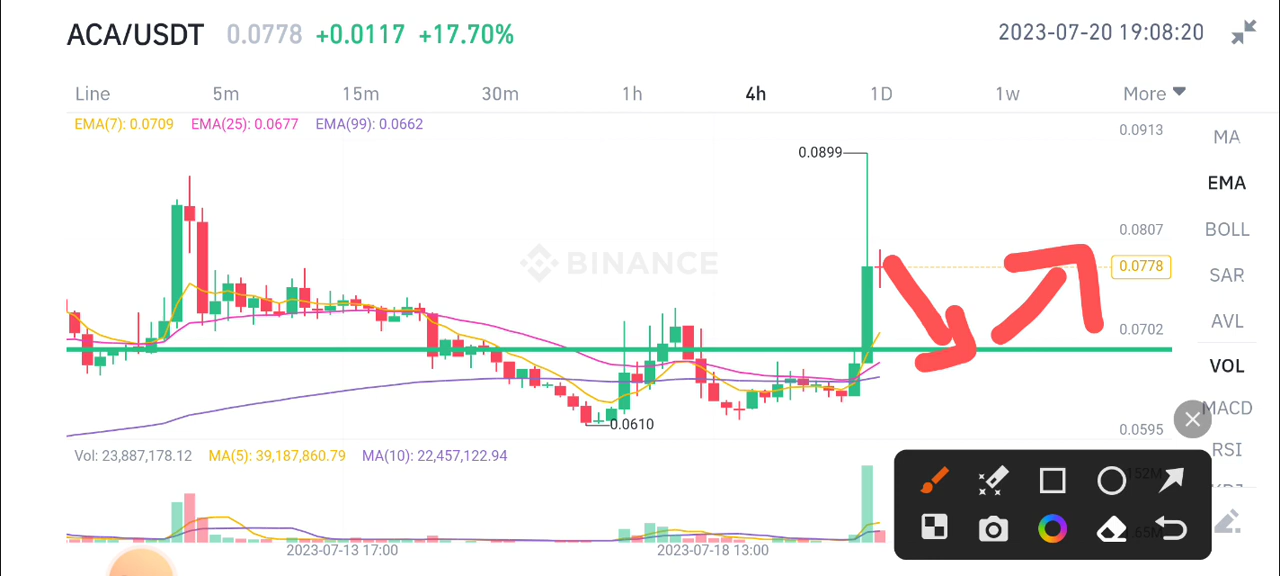 ACA/USDT 0.0778 +0.0117 +17.70% 2023-07-20 19:08:20
Line 5m 15m 30m 1h 4h 1D 1w More
EMA(7): 0.0709 EMA(25): 0.0677 EMA(99): 0.0662
0.0913
MA
0.0899
EMA
0.0807
BOLL
BINANCE
0.0778
SAR
AVL
0.0702
VOL
MACD
0.0610
0.0595
RSI
Vol: 23,887,178.12 MA(5): 39,187,860.79 MA(10): 22,457,122.94
152M
2023-07-13 17:00 2023-07-18 13:00